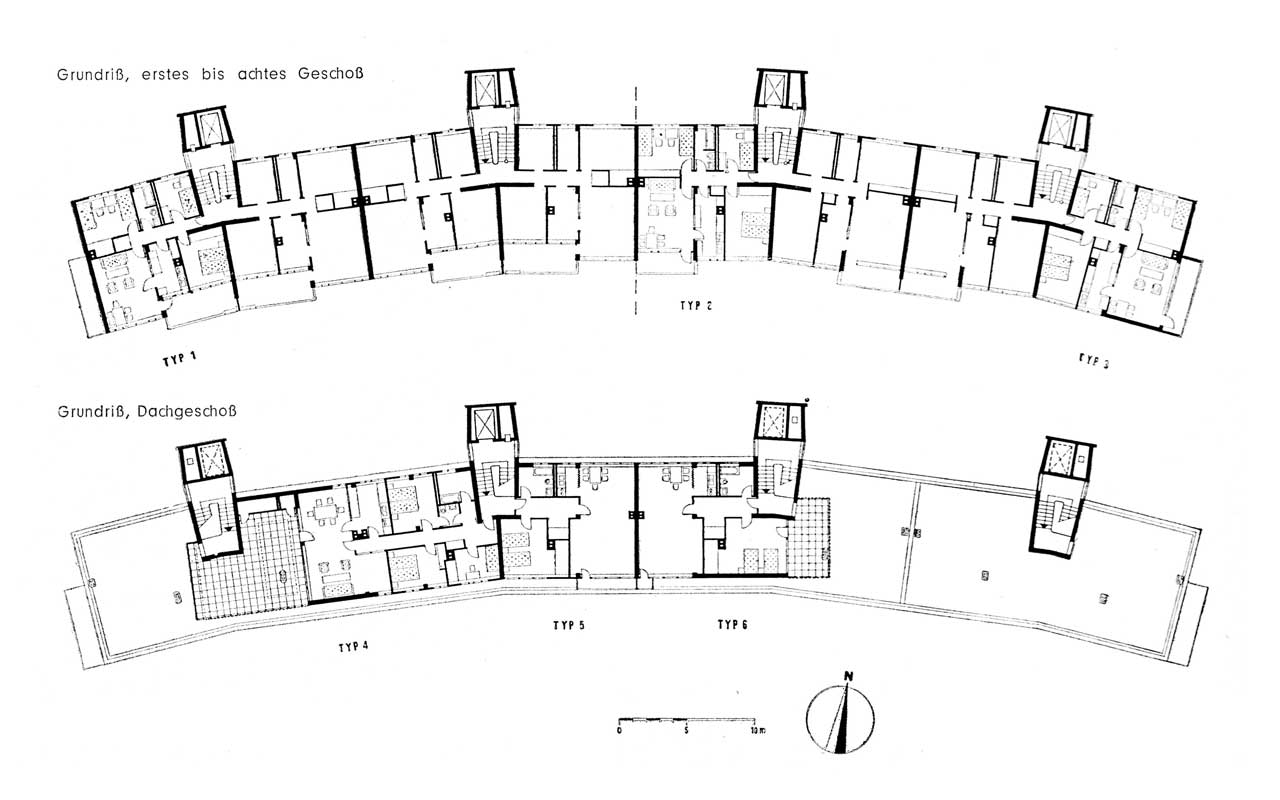 Grundriß, erstes bis achtes Geschoß
TYP 1
TYP 2
TYP 3
Grundriß, Dachgeschoß
TYP 4
TYP 5
TYP 6
N
0 5 10 m